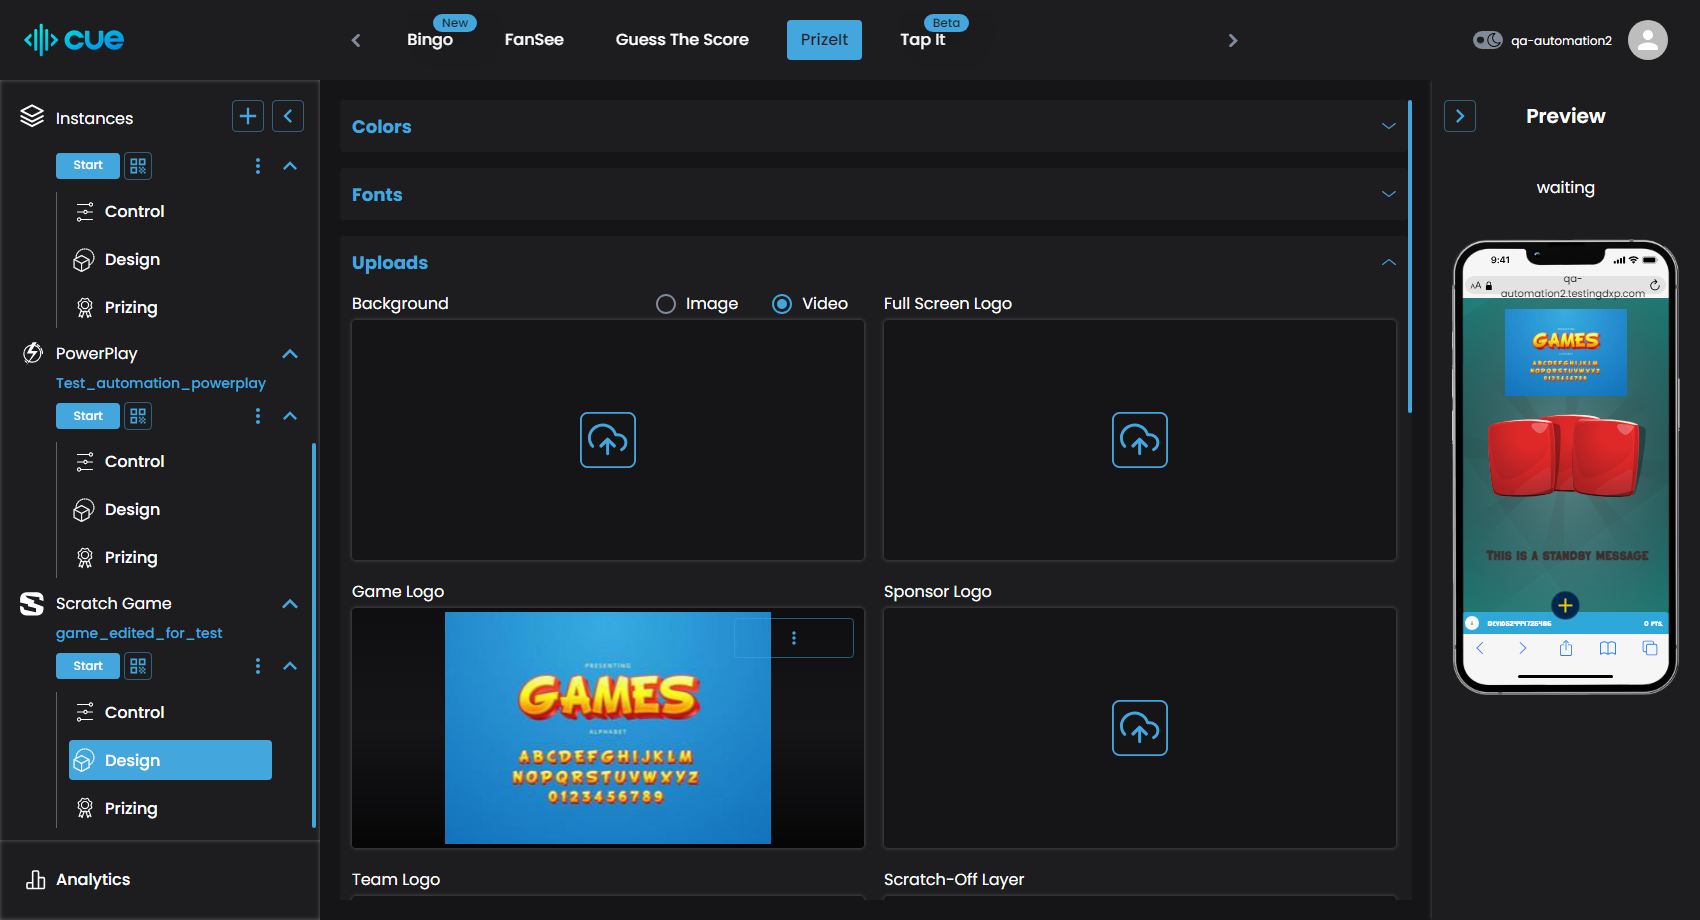 cue
Bingo
New
FanSee
Guess The Score
PrizeIt
Tap It
Beta
qa-automation2
Instances
Start
Control
Design
Prizing
PowerPlay
Test_automation_powerplay
Start
Control
Design
Prizing
Scratch Game
game_edited_for_test
Start
Control
Design
Prizing
Analytics
Colors
Fonts
Uploads
Background
Image
Video
Full Screen Logo
Game Logo
Sponsor Logo
PRESENTING
GAMES
ALPHABET
ABCDEFGHIJKLM
NOPQRSTUVWXYZ
0123456789
Team Logo
Scratch-Off Layer
Preview
waiting
9:41
AA
qa-
automation2.testingdxp.com
PRESENTING
GAMES
ALPHABET
ABCDEFGHIJKLM
NOPQRSTUVWXYZ
0123456789
THIS IS A STANDBY MESSAGE
0 PTS.